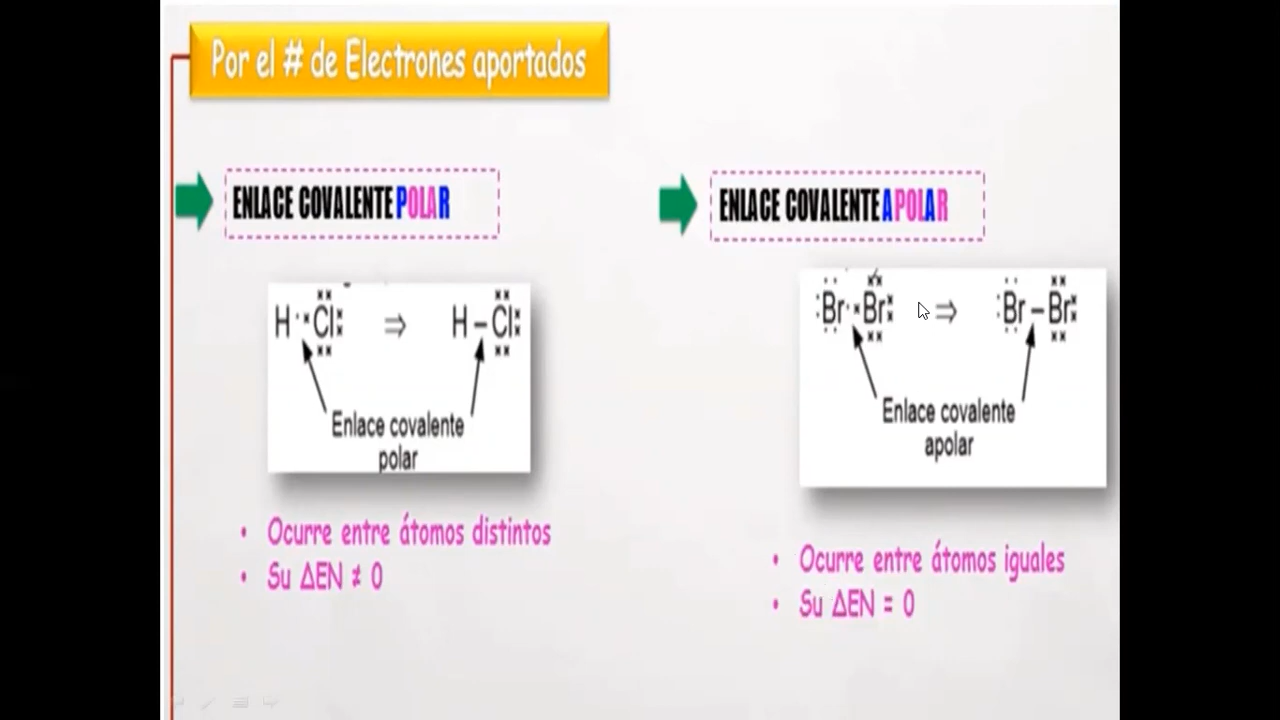 Por el # de Electrones aportados
ENLACE COVALENTE POLAR
H · × Cl ⇒ H – Cl
Enlace covalente
polar
• Ocurre entre átomos distintos
• Su ΔEN ≠ 0
ENLACE COVALENTE APOLAR
Br · × Br ⇒ Br – Br
Enlace covalente
apolar
• Ocurre entre átomos iguales
• Su ΔEN = 0